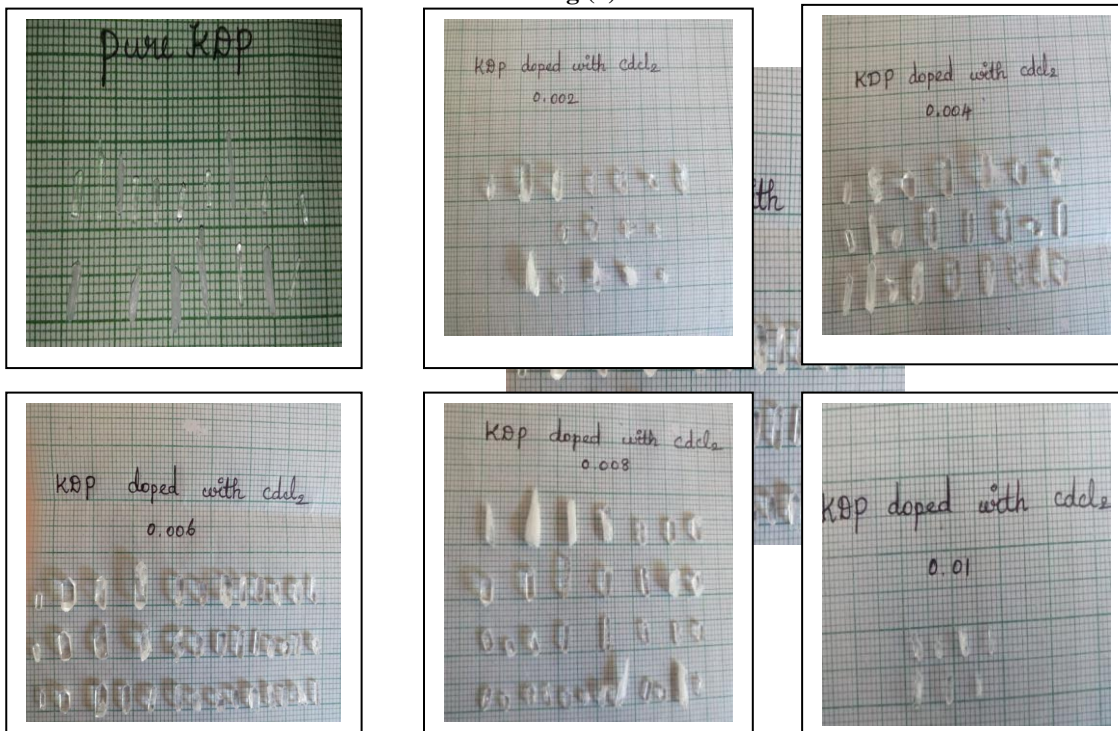 pure KDP
KDP doped with cdcl₂
0.002
KDP doped with cdcl₂
0.004
ith
KDP doped with cdcl₂
0.006
KDP doped with cdcl₂
0.008
KDP doped with cdcl₂
0.01